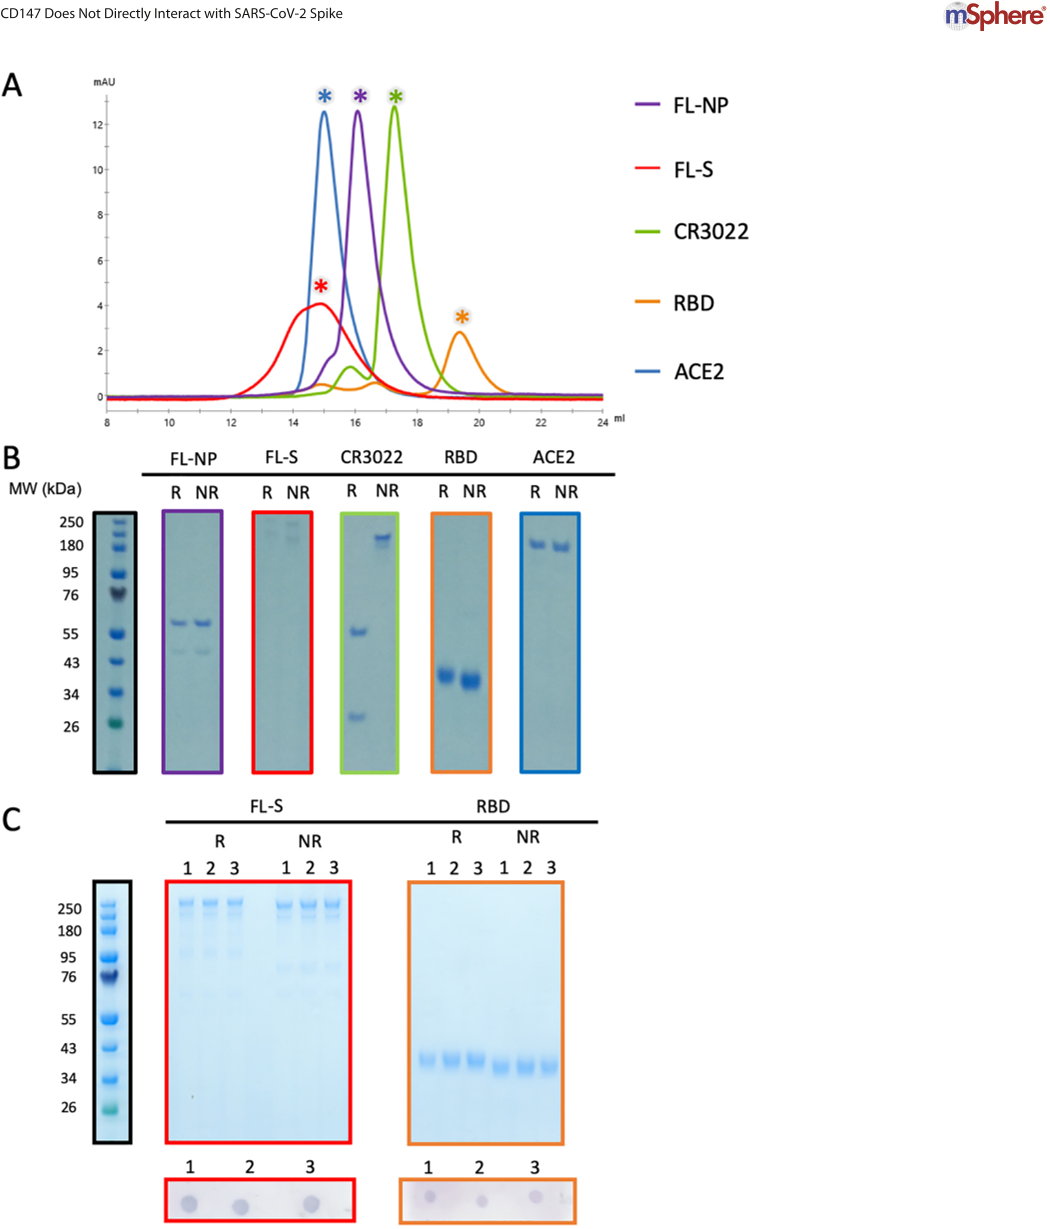 CD147 Does Not Directly Interact with SARS-CoV-2 Spike
mSphere®
A
mAU
12
10
8
6
4
2
0
8 10 12 14 16 18 20 22 24 ml
* * *
*
*
FL-NP
FL-S
CR3022
RBD
ACE2
B
FL-NP FL-S CR3022 RBD ACE2
MW (kDa) R NR R NR R NR R NR R NR
250
180
95
76
55
43
34
26
C
FL-S RBD
R NR R NR
1 2 3 1 2 3 1 2 3 1 2 3
250
180
95
76
55
43
34
26
1 2 3 1 2 3